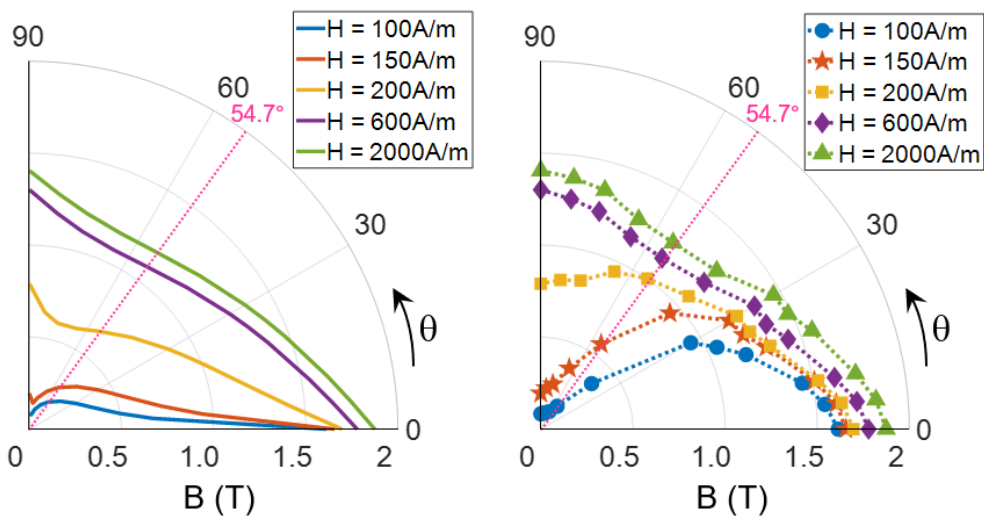 90
60
54.7°
30
θ
0
0
0.5
1.0
1.5
2
B (T)
H = 100A/m
H = 150A/m
H = 200A/m
H = 600A/m
H = 2000A/m
90
60
54.7°
30
θ
0
0
0.5
1.0
1.5
2
B (T)
H = 100A/m
H = 150A/m
H = 200A/m
H = 600A/m
H = 2000A/m